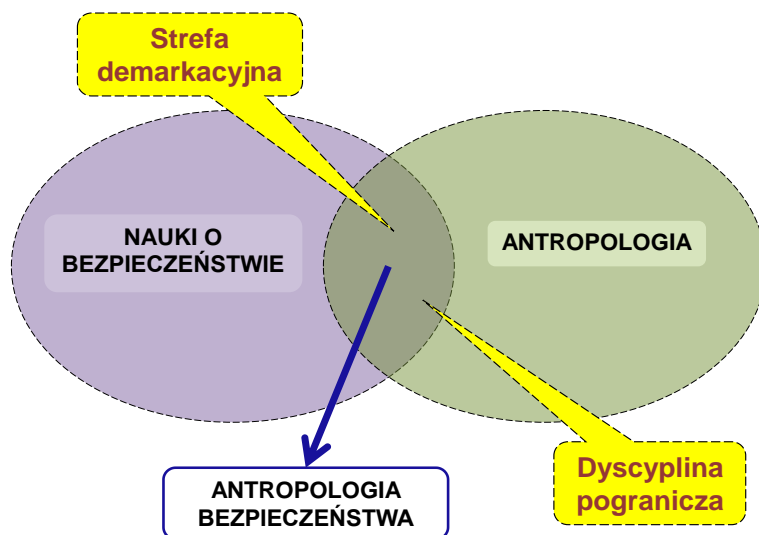 Strefa
demarkacyjna
NAUKI O
BEZPIECZEŃSTWIE
ANTROPOLOGIA
Dyscyplina
pogranicza
ANTROPOLOGIA
BEZPIECZEŃSTWA